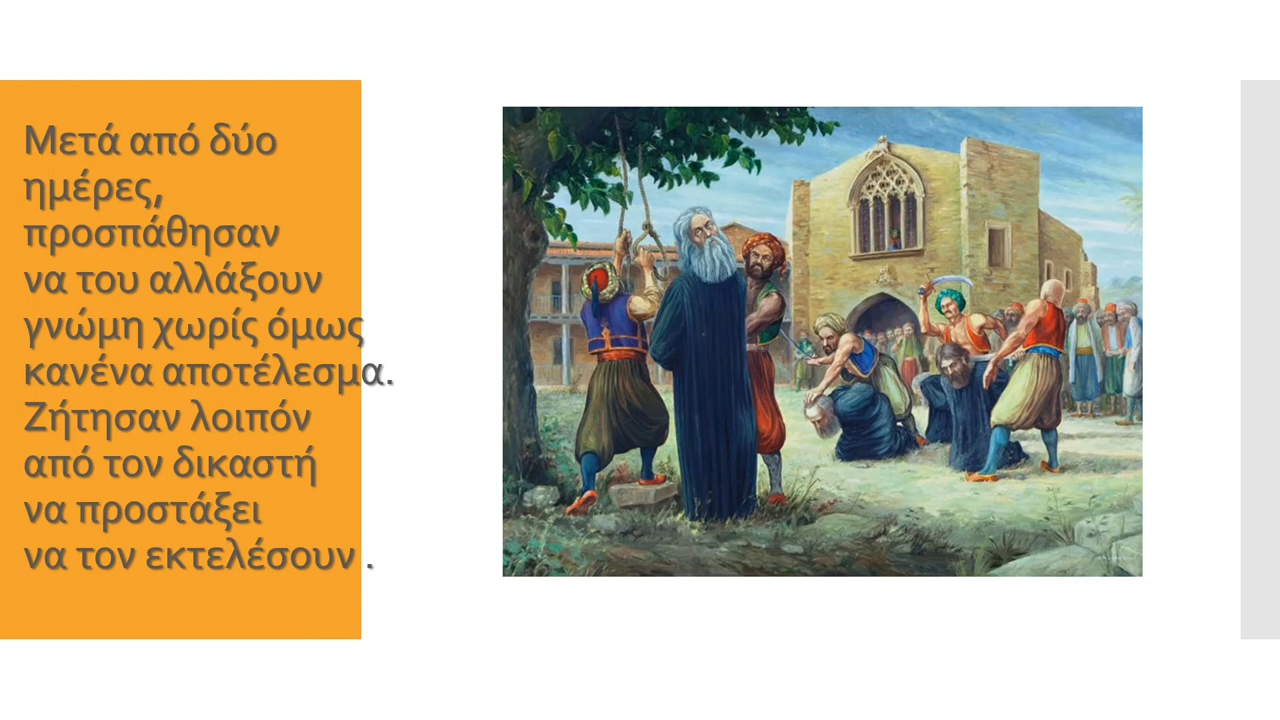 Μετά από δύο
ημέρες,
προσπάθησαν
να του αλλάξουν
γνώμη χωρίς όμως
κανένα αποτέλεσμα.
Ζήτησαν λοιπόν
από τον δικαστή
να προστάξει
να τον εκτελέσουν .